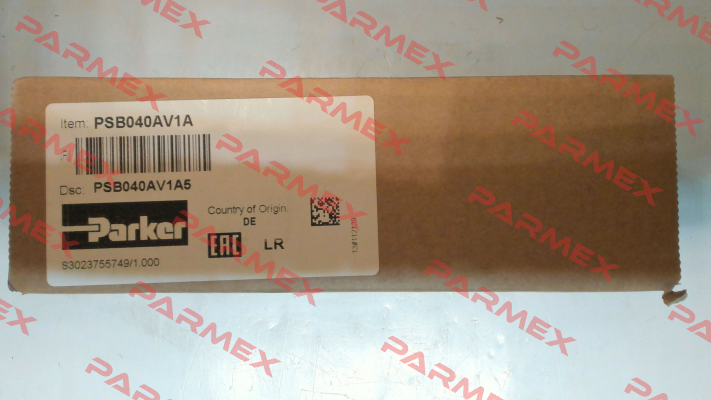 Item: PSB040AV1A
P
Dsc: PSB040AV1A5
Parker
Country of Origin:
DE
EAC
LR
S3023755749/1.000
PARMEX